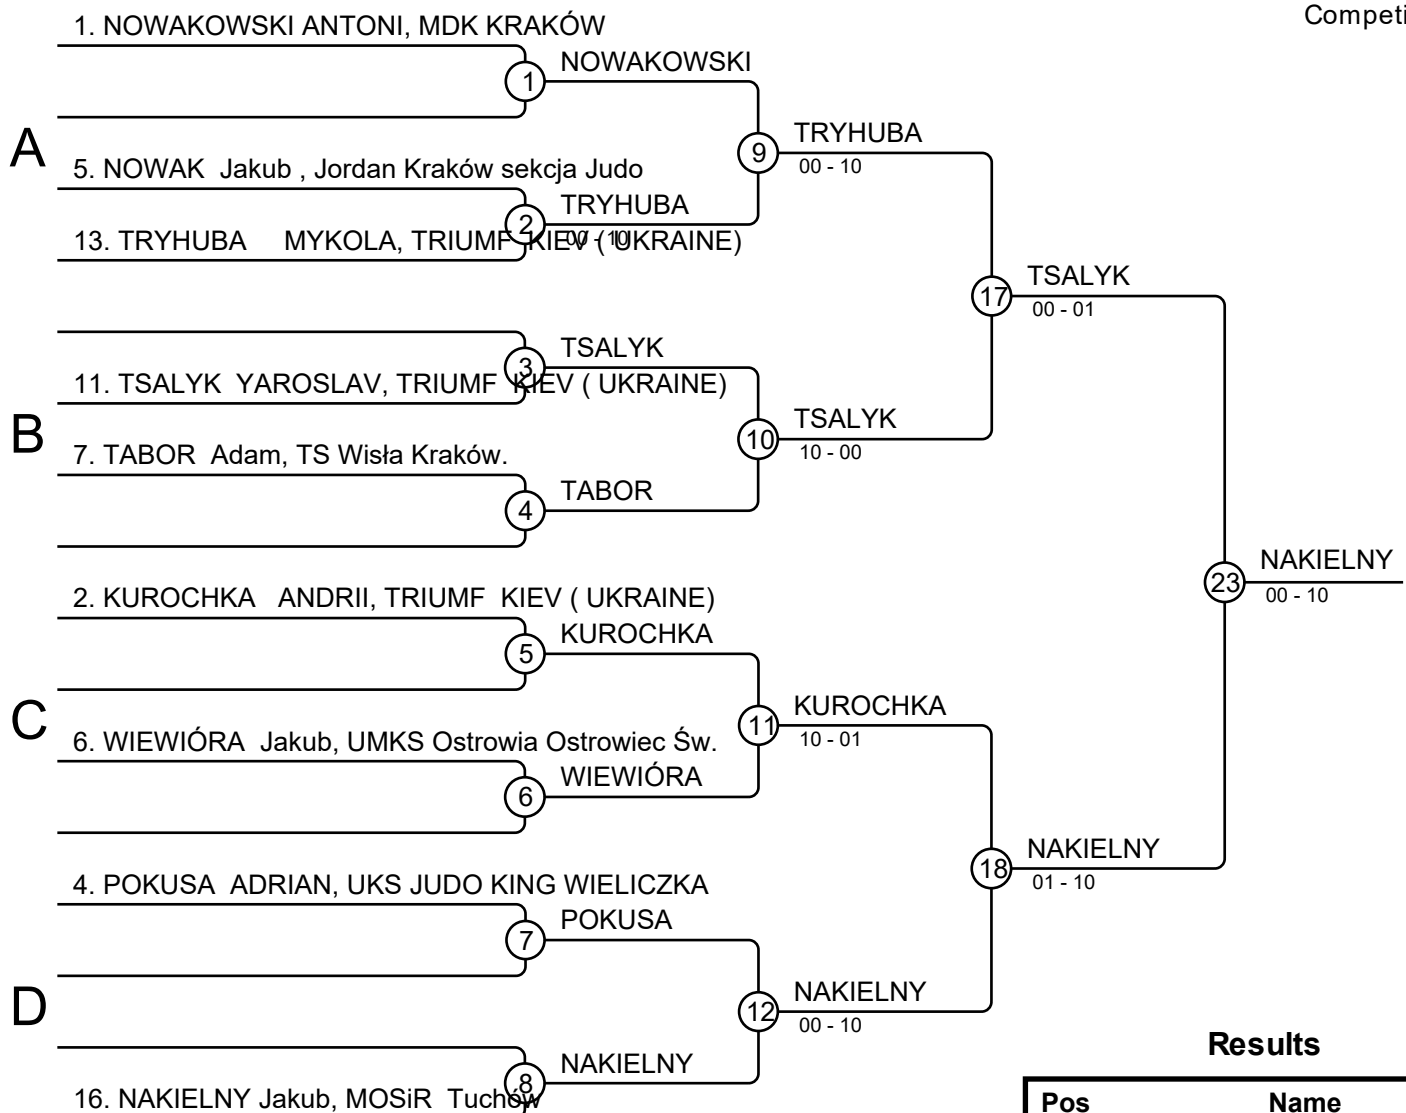 Competi
1. NOWAKOWSKI ANTONI, MDK KRAKÓW
NOWAKOWSKI
1
A
TRYHUBA
9
00 - 10
5. NOWAK Jakub , Jordan Kraków sekcja Judo
TRYHUBA
2
00 - 10
13. TRYHUBA MYKOLA, TRIUMF KIEV ( UKRAINE)
TSALYK
17
00 - 01
TSALYK
3
11. TSALYK YAROSLAV, TRIUMF KIEV ( UKRAINE)
B
TSALYK
10
10 - 00
7. TABOR Adam, TS Wisła Kraków.
TABOR
4
NAKIELNY
23
00 - 10
2. KUROCHKA ANDRII, TRIUMF KIEV ( UKRAINE)
KUROCHKA
5
C
KUROCHKA
11
10 - 01
6. WIEWIÓRA Jakub, UMKS Ostrowia Ostrowiec Św.
WIEWIÓRA
6
NAKIELNY
18
01 - 10
4. POKUSA ADRIAN, UKS JUDO KING WIELICZKA
POKUSA
7
D
NAKIELNY
12
00 - 10
NAKIELNY
8
16. NAKIELNY Jakub, MOSiR Tuchów
Results
Pos Name